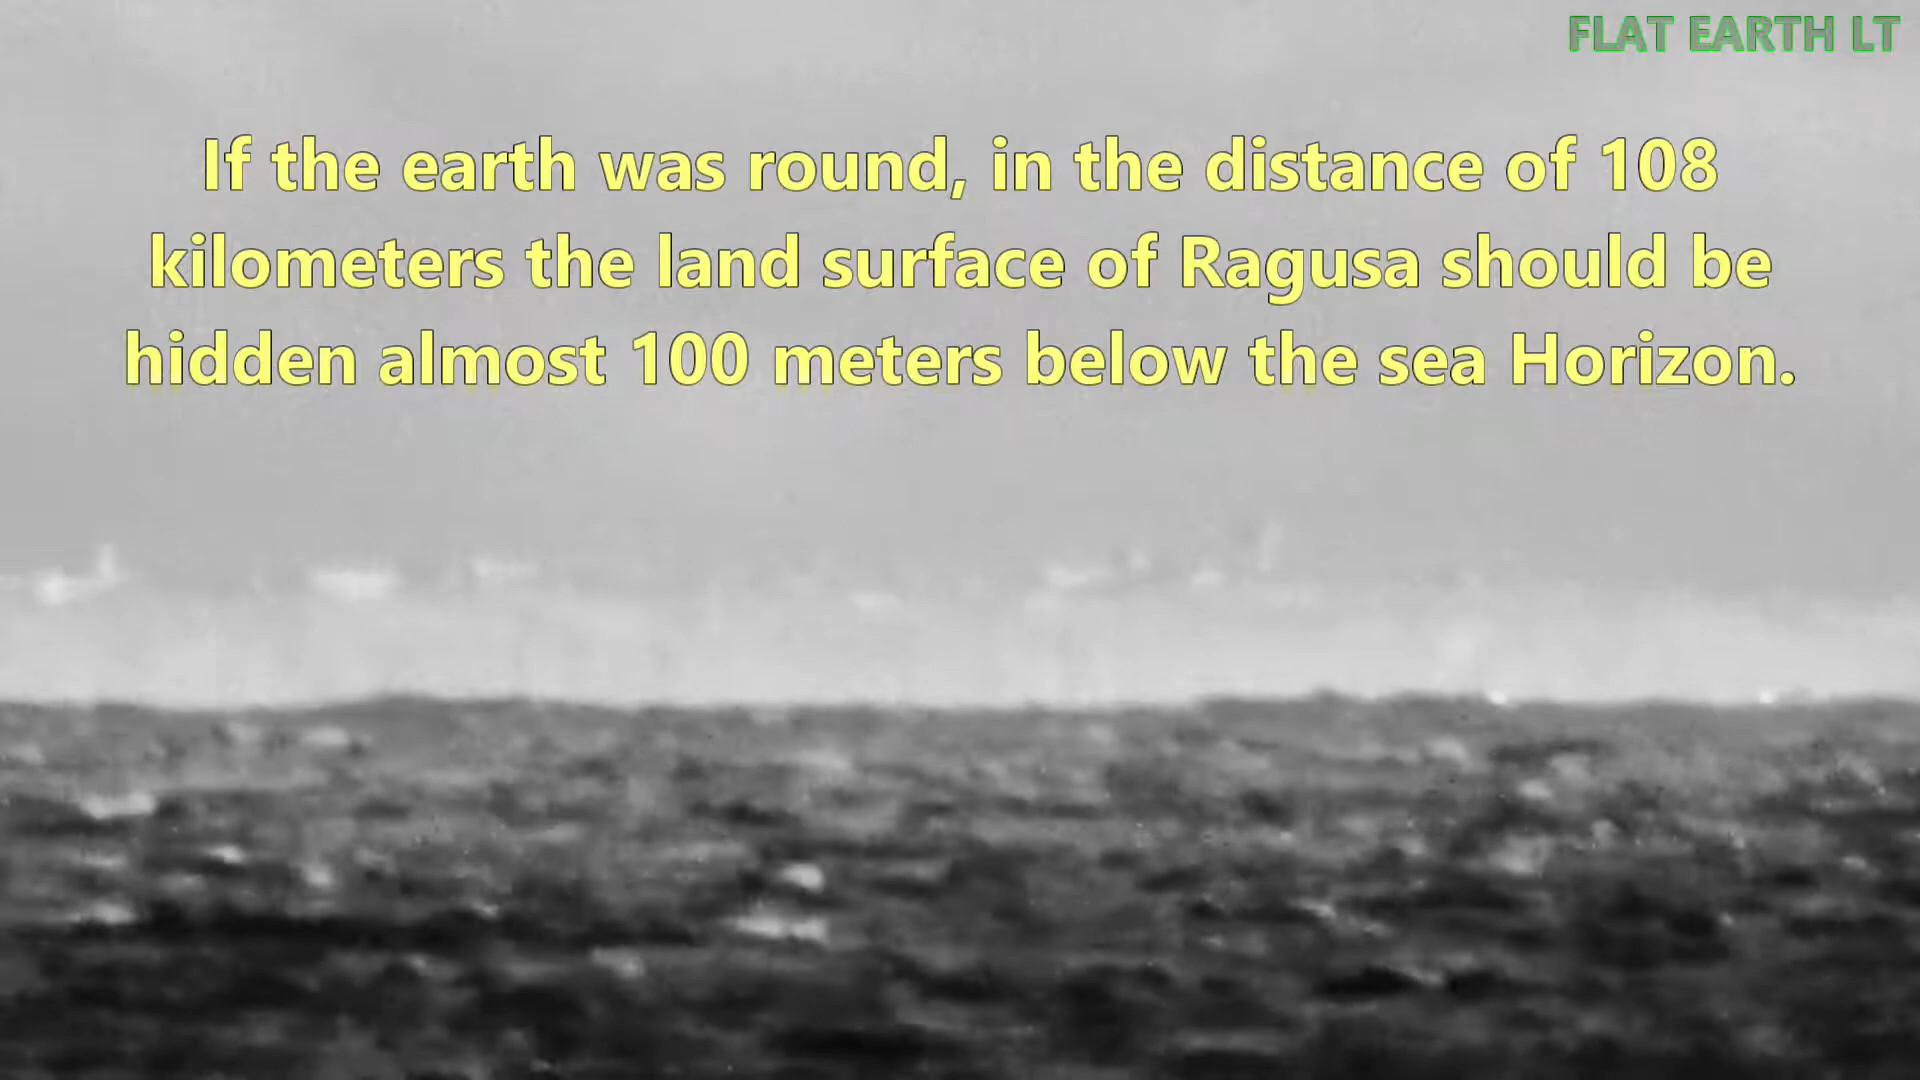 FLAT EARTH LT
If the earth was round, in the distance of 108
kilometers the land surface of Ragusa should be
hidden almost 100 meters below the sea Horizon.